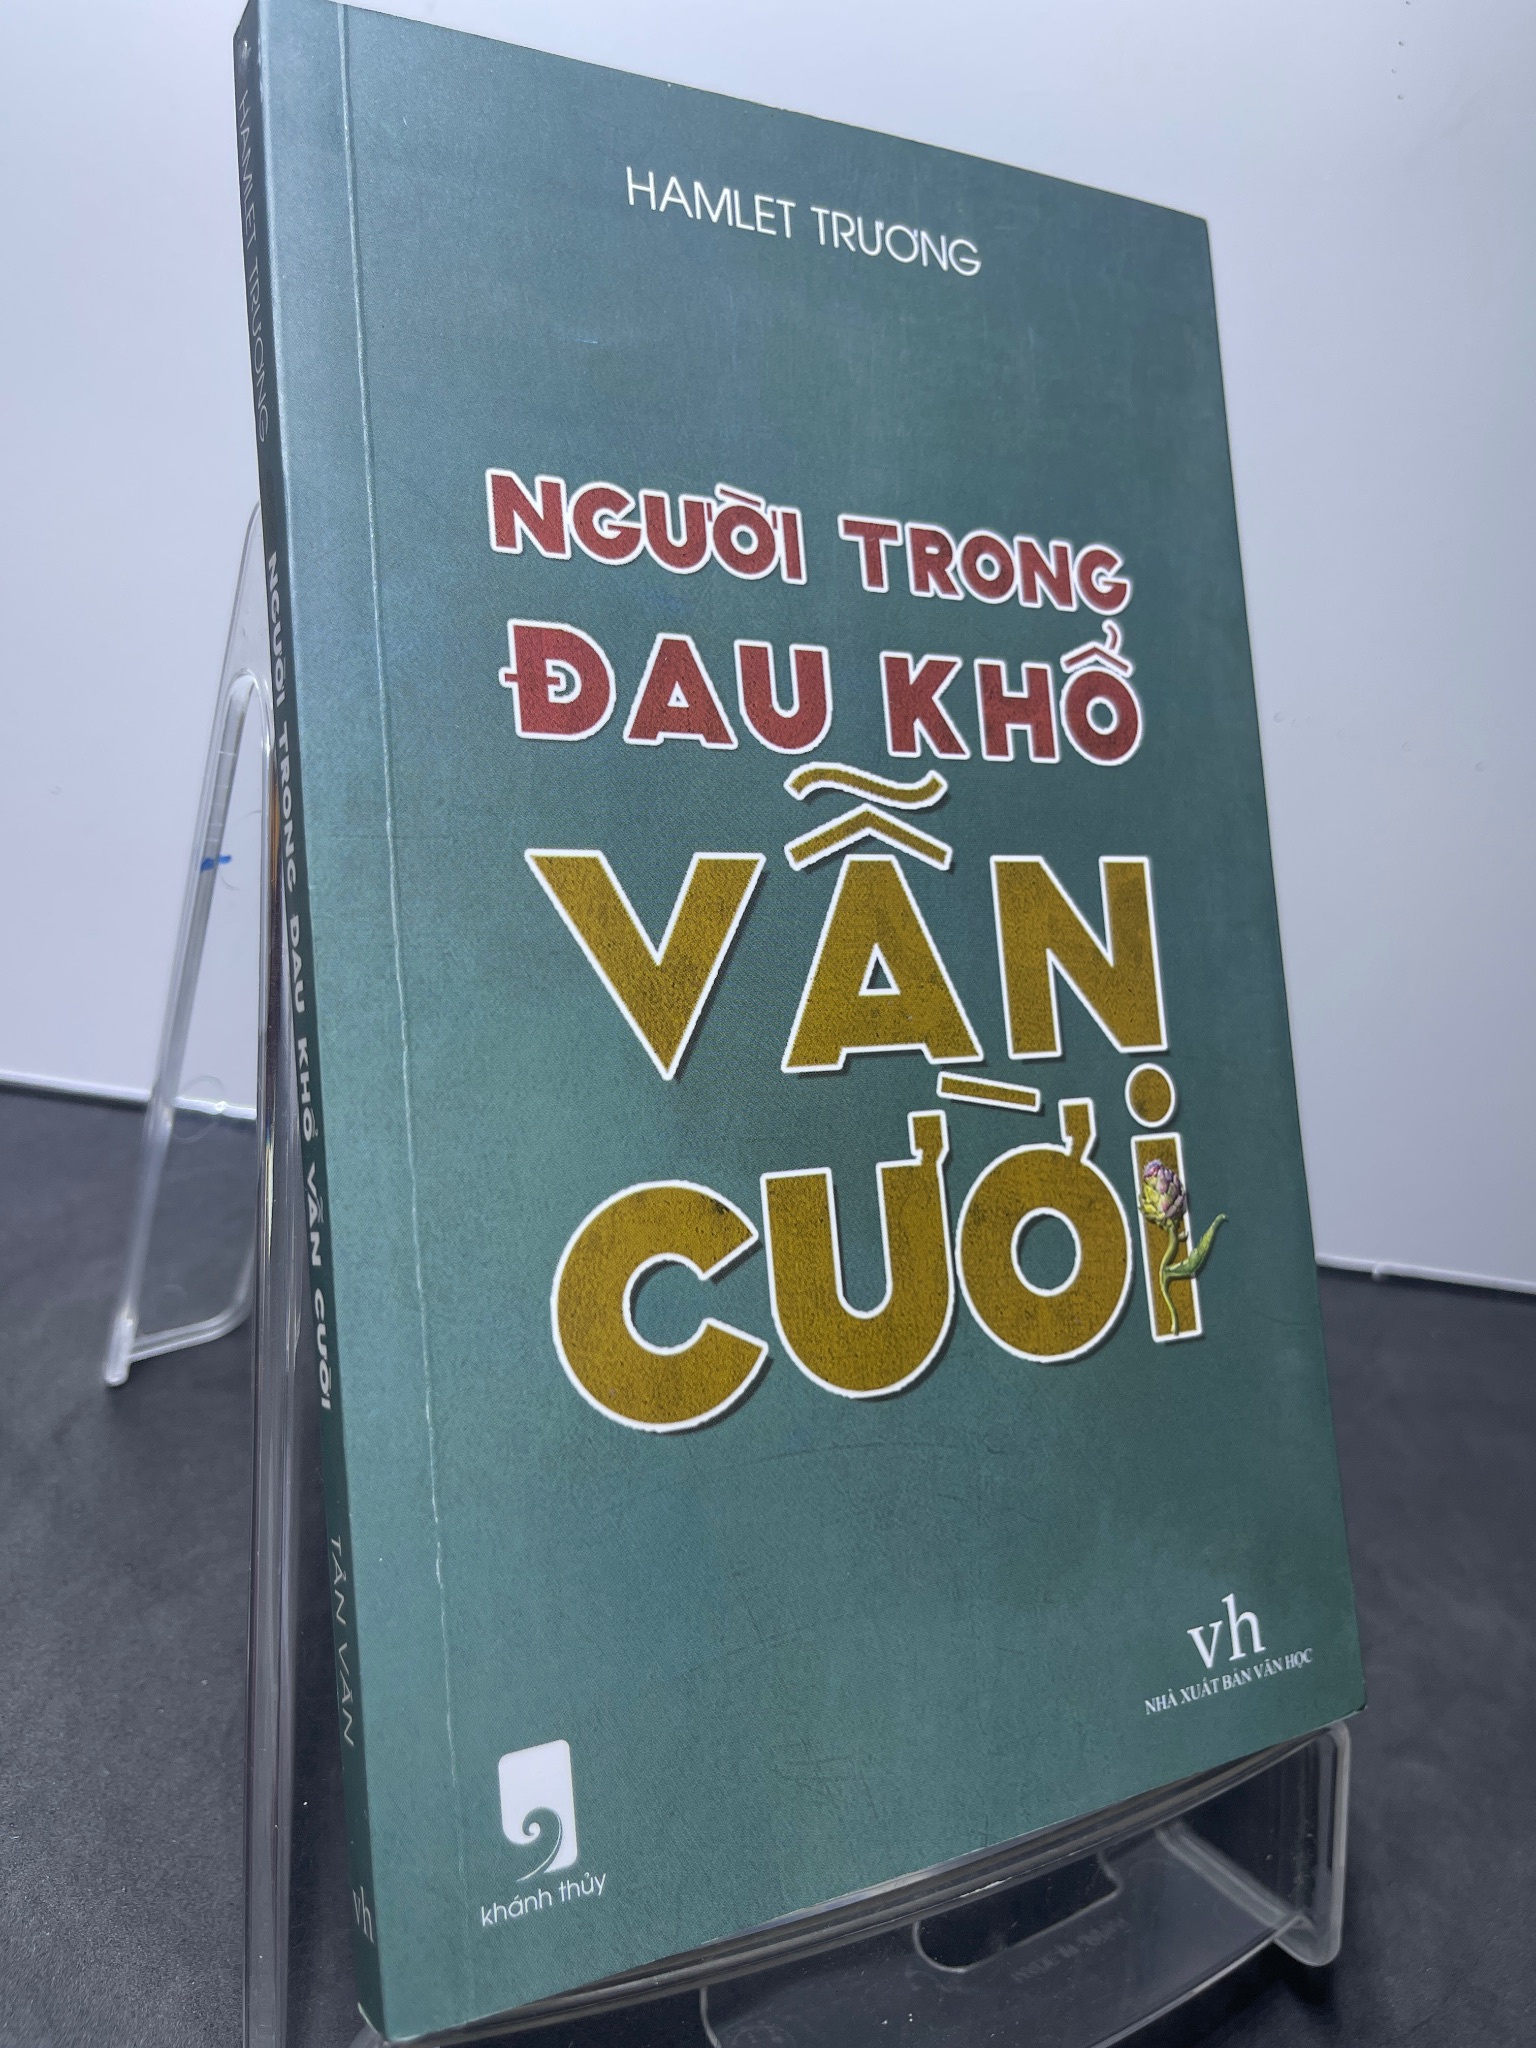 HAMLET TRƯƠNG
NGƯỜI TRONG
ĐAU KHỔ
VẪN
CƯỜI
vh
NHÀ XUẤT BẢN VĂN HỌC
khánh thủy
HAMLET TRƯƠNG NGƯỜI TRONG ĐAU KHỔ VẪN CƯỜI TẢN VĂN vh